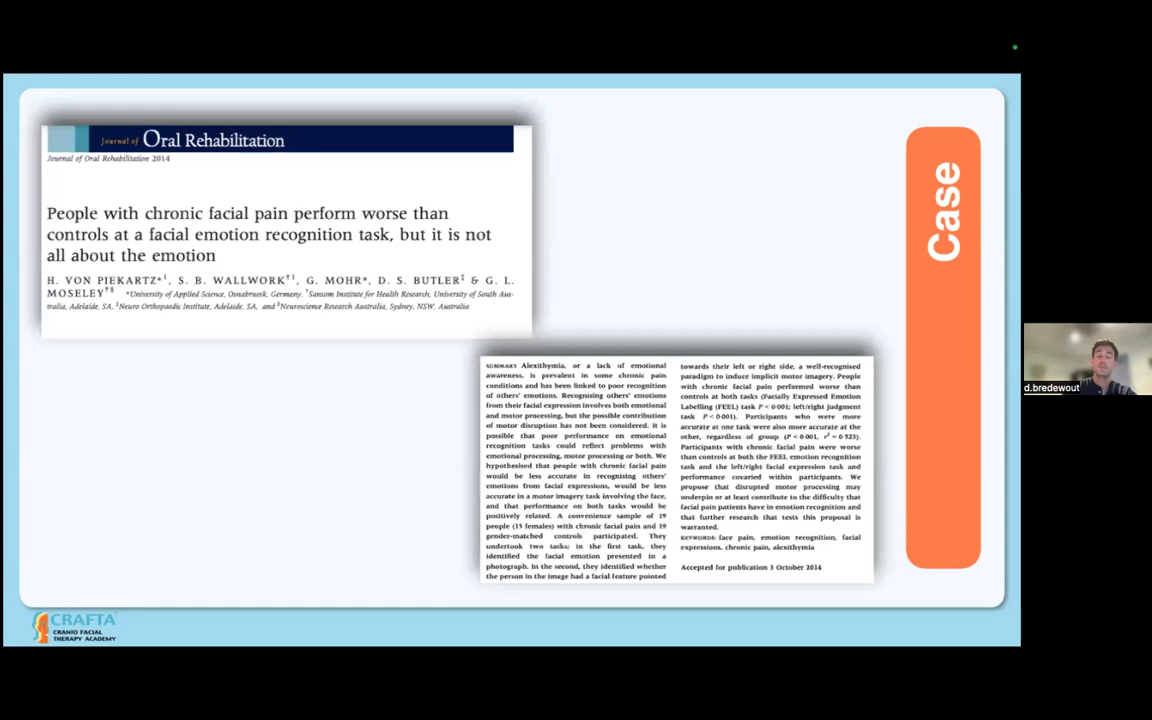 Journal of Oral Rehabilitation
Journal of Oral Rehabilitation 2014
People with chronic facial pain perform worse than
controls at a facial emotion recognition task, but it is not
all about the emotion
H. VON PIEKARTZ*¹, S. B. WALLWORK†¹, G. MOHR*, D. S. BUTLER‡ & G. L.
MOSELEY†§ *University of Applied Science, Osnabrueck, Germany, †Sansom Institute for Health Research, University of South Aus-
tralia, Adelaide, SA, ‡Neuro Orthopaedic Institute, Adelaide, SA, and §Neuroscience Research Australia, Sydney, NSW, Australia
SUMMARY Alexithymia, or a lack of emotional
awareness, is prevalent in some chronic pain
conditions and has been linked to poor recognition
of others' emotions. Recognising others' emotions
from their facial expression involves both emotional
and motor processing, but the possible contribution
of motor disruption has not been considered. It is
possible that poor performance on emotional
recognition tasks could reflect problems with
emotional processing, motor processing or both. We
hypothesised that people with chronic facial pain
would be less accurate in recognising others'
emotions from facial expressions, would be less
accurate in a motor imagery task involving the face,
and that performance on both tasks would be
positively related. A convenience sample of 19
people (15 females) with chronic facial pain and 19
gender-matched controls participated. They
undertook two tasks; in the first task, they
identified the facial emotion presented in a
photograph. In the second, they identified whether
the person in the image had a facial feature pointed
towards their left or right side, a well-recognised
paradigm to induce implicit motor imagery. People
with chronic facial pain performed worse than
controls at both tasks (Facially Expressed Emotion
Labelling (FEEL) task P < 0·001; left/right judgment
task P < 0·001). Participants who were more
accurate at one task were also more accurate at the
other, regardless of group (P < 0·001, r² = 0·523).
Participants with chronic facial pain were worse
than controls at both the FEEL emotion recognition
task and the left/right facial expression task and
performance covaried within participants. We
propose that disrupted motor processing may
underpin or at least contribute to the difficulty that
facial pain patients have in emotion recognition and
that further research that tests this proposal is
warranted.
KEYWORDS: face pain, emotion recognition, facial
expressions, chronic pain, alexithymia
Accepted for publication 3 October 2014
Case
d.bredewout
CRAFTA
CRANIO FACIAL
THERAPY ACADEMY